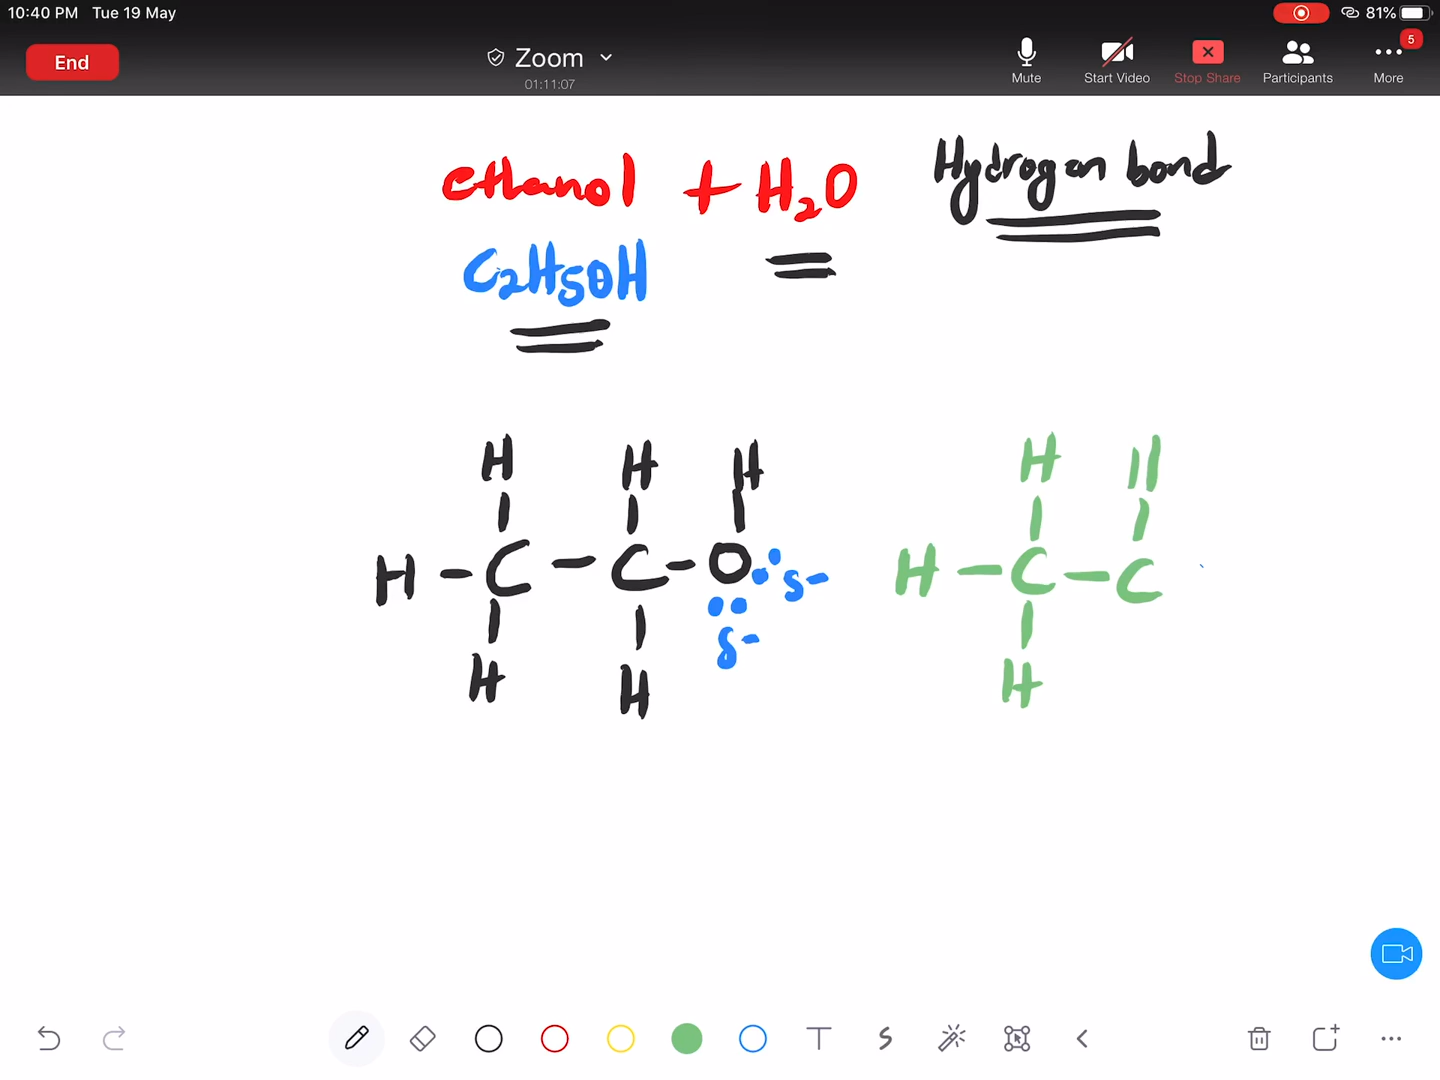 10:40 PM Tue 19 May
81%
End
Zoom
01:11:07
Mute
Start Video
Stop Share
Participants
5
More
ethanol + H₂O
Hydrogen bond
C₂H₅OH
H H H
H - C - C - O δ-
δ-
H H
H
H - C - C
H
T